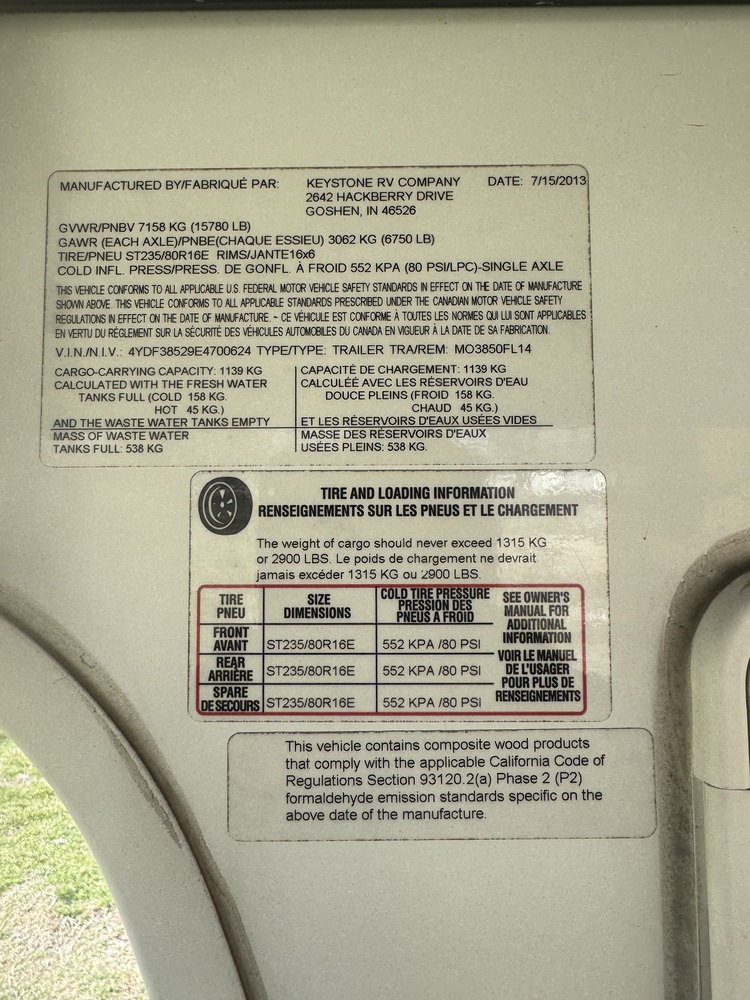 MANUFACTURED BY/FABRIQUÉ PAR: KEYSTONE RV COMPANY DATE: 7/15/2013
2642 HACKBERRY DRIVE
GOSHEN, IN 46526
GVWR/PNBV 7158 KG (15780 LB)
GAWR (EACH AXLE)/PNBE(CHAQUE ESSIEU) 3062 KG (6750 LB)
TIRE/PNEU ST235/80R16E RIMS/JANTE16x6
COLD INFL. PRESS/PRESS. DE GONFL. À FROID 552 KPA (80 PSI/LPC)-SINGLE AXLE
THIS VEHICLE CONFORMS TO ALL APPLICABLE U.S. FEDERAL MOTOR VEHICLE SAFETY STANDARDS IN EFFECT ON THE DATE OF MANUFACTURE
SHOWN ABOVE. THIS VEHICLE CONFORMS TO ALL APPLICABLE STANDARDS PRESCRIBED UNDER THE CANADIAN MOTOR VEHICLE SAFETY
REGULATIONS IN EFFECT ON THE DATE OF MANUFACTURE. ~ CE VÉHICULE EST CONFORME À TOUTES LES NORMES QUI LUI SONT APPLICABLES
EN VERTU DU RÉGLEMENT SUR LA SÉCURITÉ DES VÉHICULES AUTOMOBILES DU CANADA EN VIGUEUR À LA DATE DE SA FABRICATION.
V.I.N./N.I.V.: 4YDF38529E4700624 TYPE/TYPE: TRAILER TRA/REM: MO3850FL14
CARGO-CARRYING CAPACITY: 1139 KG
CALCULATED WITH THE FRESH WATER
TANKS FULL (COLD 158 KG.
HOT 45 KG.)
AND THE WASTE WATER TANKS EMPTY
MASS OF WASTE WATER
TANKS FULL: 538 KG
CAPACITÉ DE CHARGEMENT: 1139 KG
CALCULÉE AVEC LES RÉSERVOIRS D'EAU
DOUCE PLEINS (FROID 158 KG.
CHAUD 45 KG.)
ET LES RÉSERVOIRS D'EAUX USÉES VIDES
MASSE DES RÉSERVOIRS D'EAUX
USÉES PLEINS: 538 KG.
TIRE AND LOADING INFORMATION
RENSEIGNEMENTS SUR LES PNEUS ET LE CHARGEMENT
The weight of cargo should never exceed 1315 KG
or 2900 LBS. Le poids de chargement ne devrait
jamais excéder 1315 KG ou 2900 LBS.
TIRE
PNEU
SIZE
DIMENSIONS
COLD TIRE PRESSURE
PRESSION DES
PNEUS A FROID
FRONT
AVANT
ST235/80R16E 552 KPA /80 PSI
REAR
ARRIÈRE
ST235/80R16E 552 KPA /80 PSI
SPARE
DE SECOURS
ST235/80R16E 552 KPA /80 PSI
SEE OWNER'S
MANUAL FOR
ADDITIONAL
INFORMATION
VOIR LE MANUEL
DE L'USAGER
POUR PLUS DE
RENSEIGNEMENTS
This vehicle contains composite wood products
that comply with the applicable California Code of
Regulations Section 93120.2(a) Phase 2 (P2)
formaldehyde emission standards specific on the
above date of the manufacture.